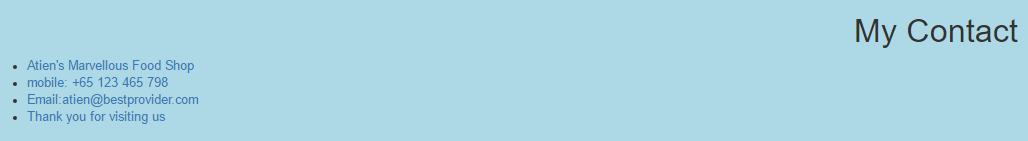 My Contact
Atien's Marvellous Food Shop
mobile: +65 123 465 798
Email:atien@bestprovider.com
Thank you for visiting us